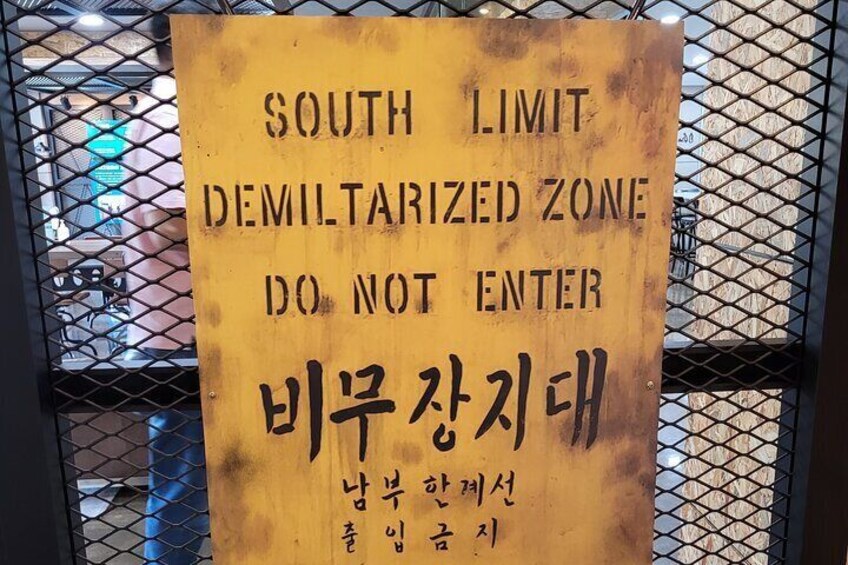 SOUTH LIMIT
DEMILTARIZED ZONE
DO NOT ENTER
비무장지대
남부한계선
출입금지